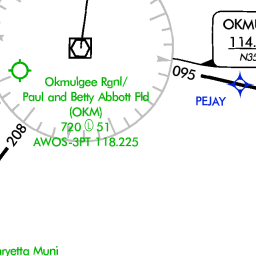 OKMU
114.
N35
095
PEJAY
Okmulgee Rgnl/
Paul and Betty Abbott Fld
(OKM)
720 Ⓛ 51
AWOS-3PT 118.225
208
nryetta Muni